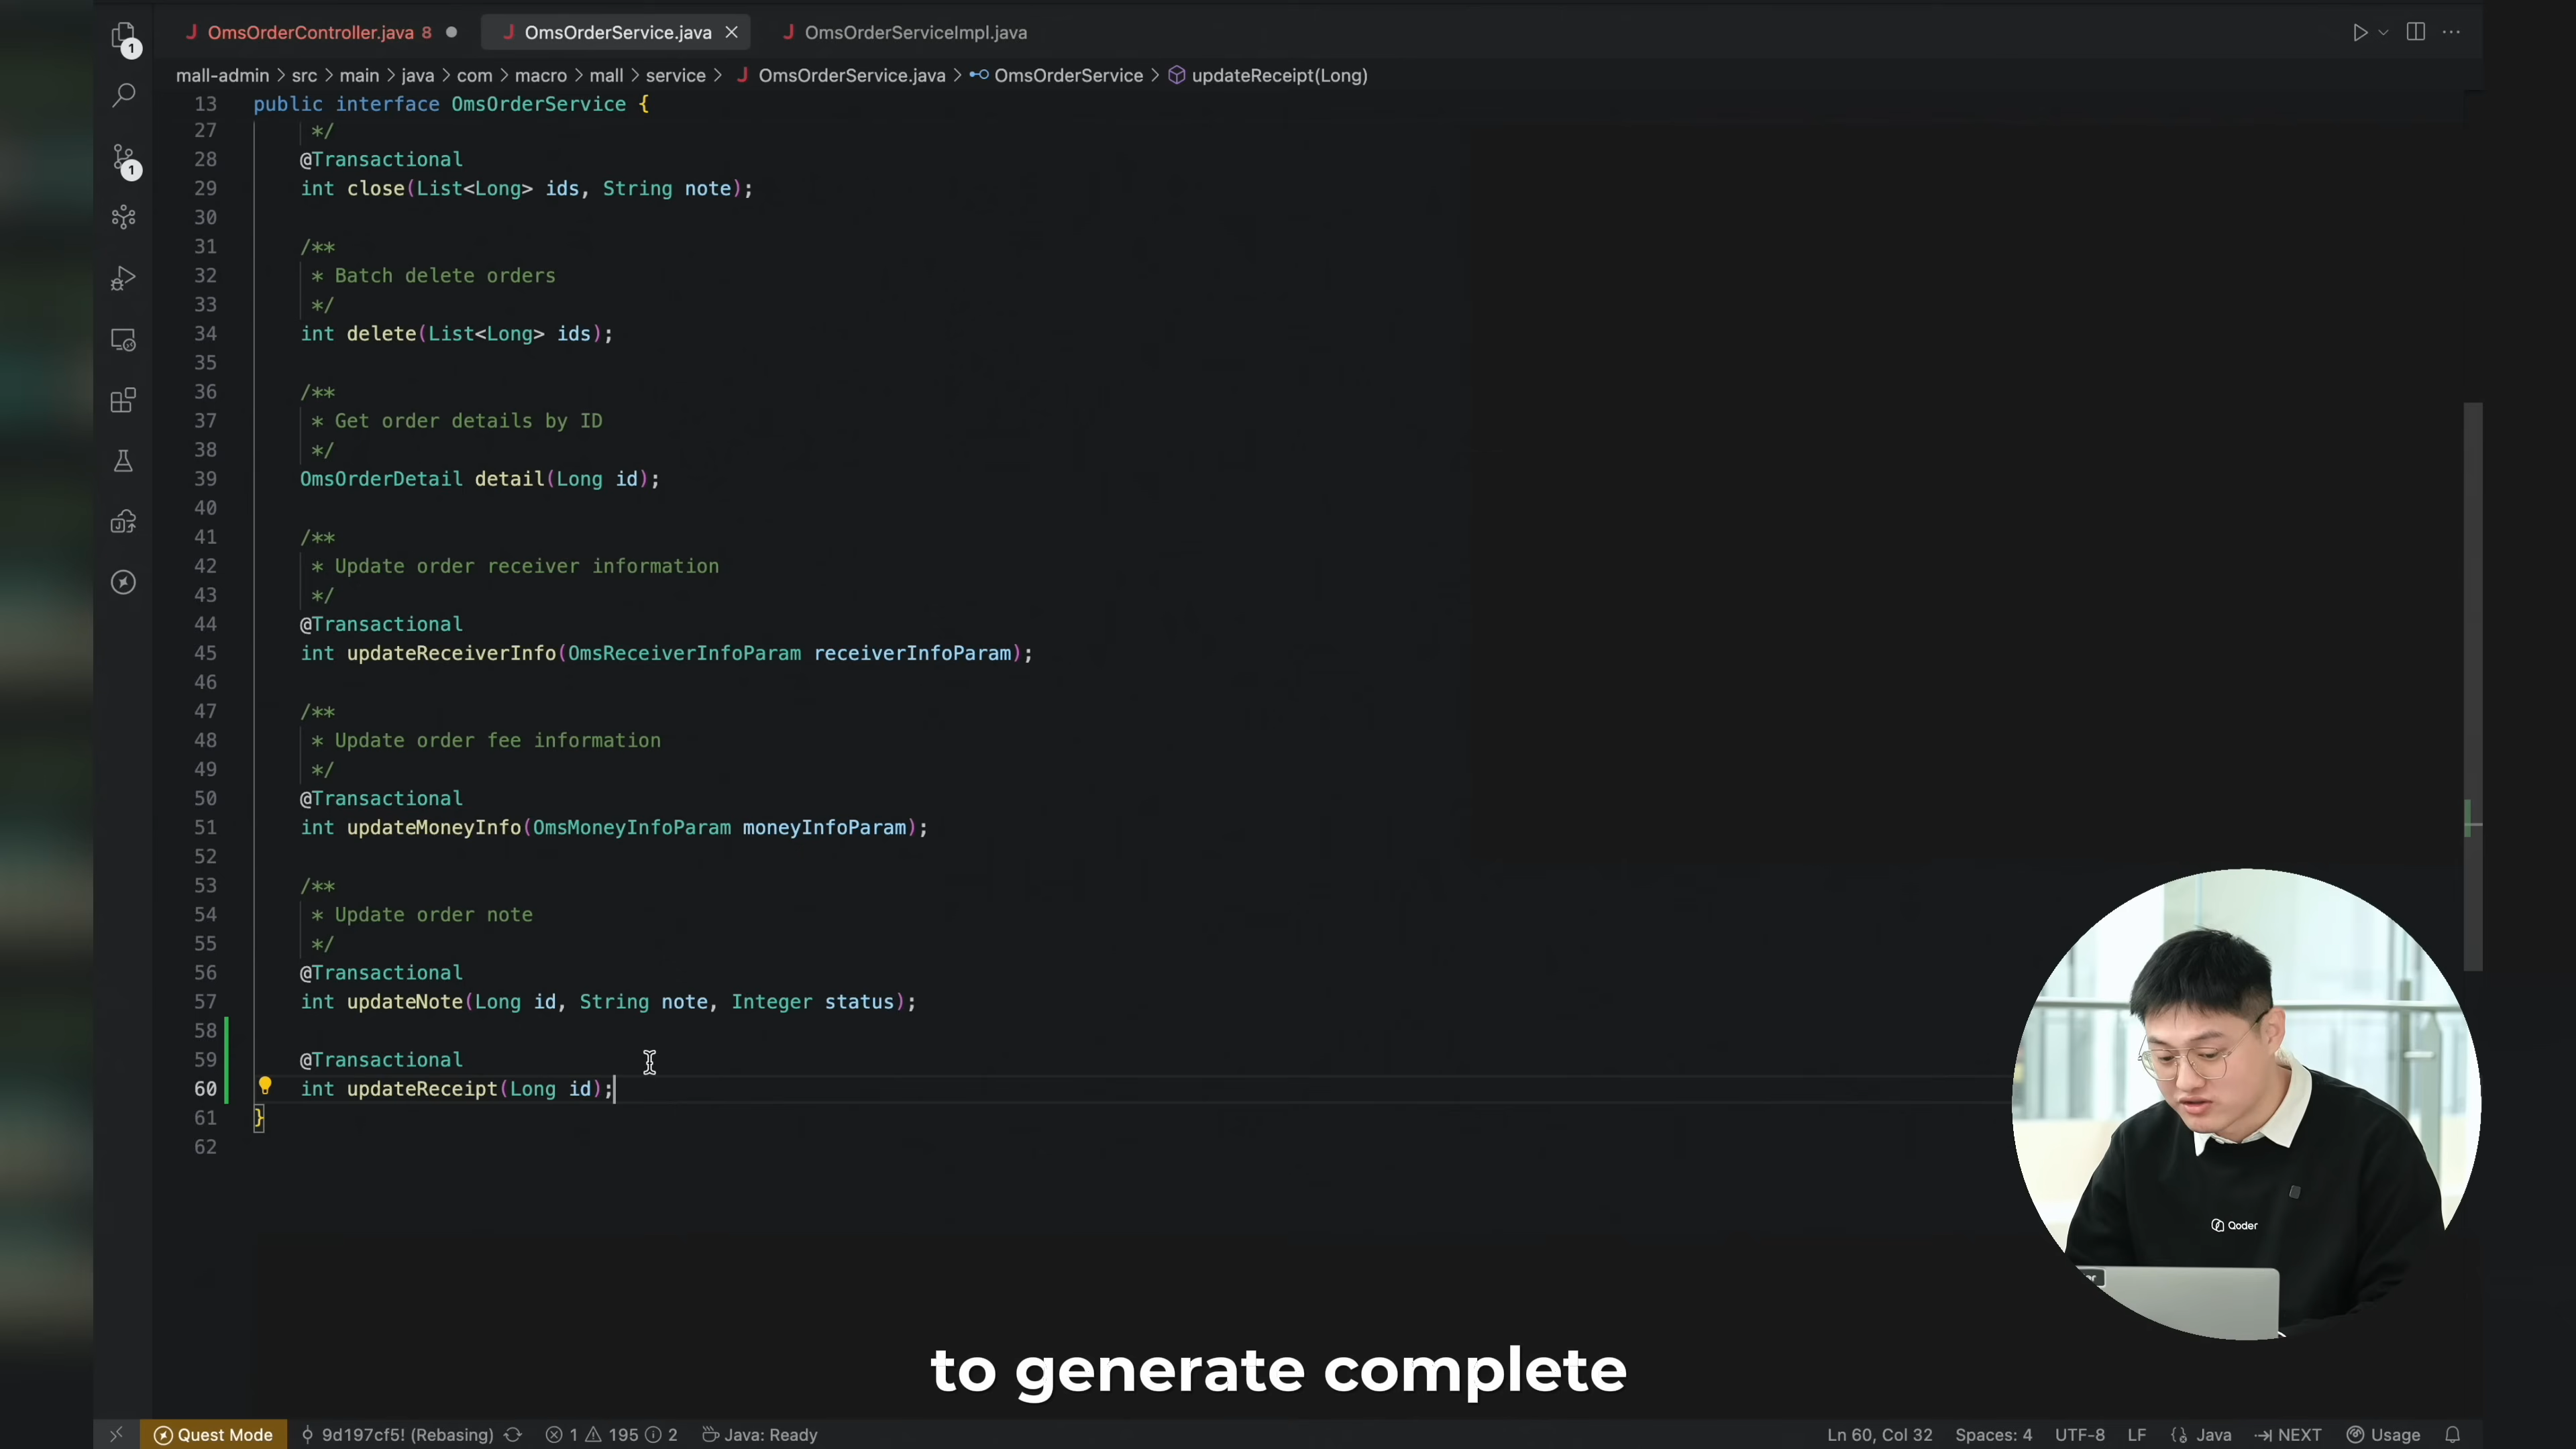 OmsOrderController.java 8
OmsOrderService.java
OmsOrderServiceImpl.java
mall-admin > src > main > java > com > macro > mall > service > OmsOrderService.java > OmsOrderService > updateReceipt(Long)
13 public interface OmsOrderService {
27 */
28 @Transactional
29 int close(List<Long> ids, String note);
30
31 /**
32 * Batch delete orders
33 */
34 int delete(List<Long> ids);
35
36 /**
37 * Get order details by ID
38 */
39 OmsOrderDetail detail(Long id);
40
41 /**
42 * Update order receiver information
43 */
44 @Transactional
45 int updateReceiverInfo(OmsReceiverInfoParam receiverInfoParam);
46
47 /**
48 * Update order fee information
49 */
50 @Transactional
51 int updateMoneyInfo(OmsMoneyInfoParam moneyInfoParam);
52
53 /**
54 * Update order note
55 */
56 @Transactional
57 int updateNote(Long id, String note, Integer status);
58
59 @Transactional
60 int updateReceipt(Long id);
61 }
62
1
1
Qoder
to generate complete
Quest Mode 9d197cf5! (Rebasing) 1 195 2 Java: Ready Ln 60, Col 32 Spaces: 4 UTF-8 LF Java NEXT Usage